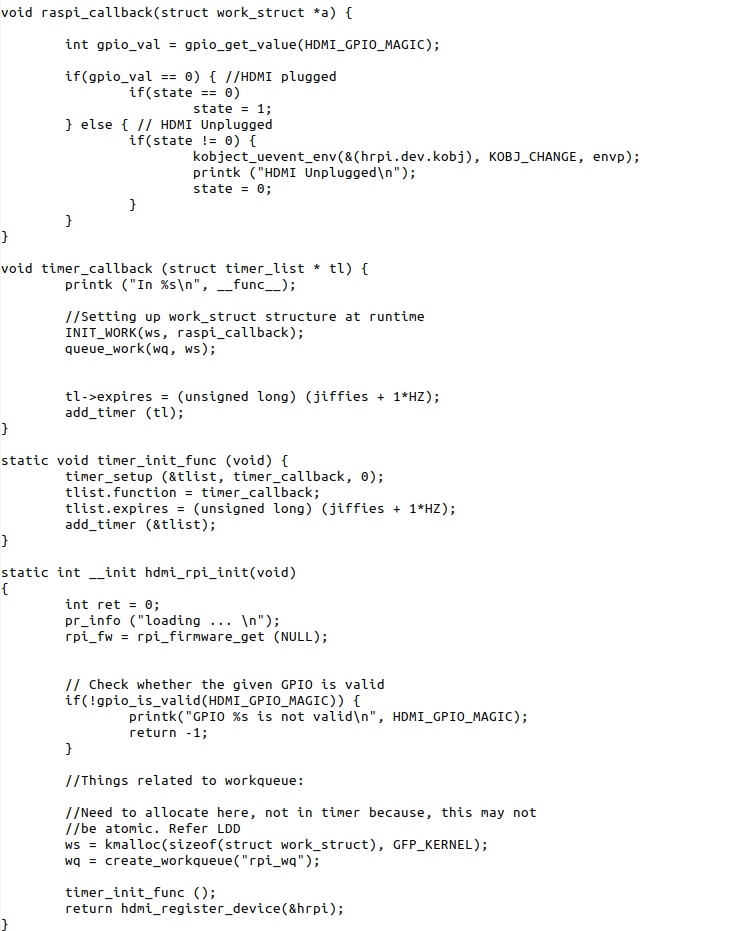 void raspi_callback(struct work_struct *a) {

        int gpio_val = gpio_get_value(HDMI_GPIO_MAGIC);

        if(gpio_val == 0) { //HDMI plugged
                if(state == 0)
                        state = 1;
        } else { // HDMI Unplugged
                if(state != 0) {
                        kobject_uevent_env(&(hrpi.dev.kobj), KOBJ_CHANGE, envp);
                        printk ("HDMI Unplugged\n");
                        state = 0;
                }
        }
}

void timer_callback (struct timer_list * tl) {
        printk ("In %s\n", __func__);

        //Setting up work_struct structure at runtime
        INIT_WORK(ws, raspi_callback);
        queue_work(wq, ws);


        tl->expires = (unsigned long) (jiffies + 1*HZ);
        add_timer (tl);
}

static void timer_init_func (void) {
        timer_setup (&tlist, timer_callback, 0);
        tlist.function = timer_callback;
        tlist.expires = (unsigned long) (jiffies + 1*HZ);
        add_timer (&tlist);
}

static int __init hdmi_rpi_init(void)
{
        int ret = 0;
        pr_info ("loading ... \n");
        rpi_fw = rpi_firmware_get (NULL);


        // Check whether the given GPIO is valid
        if(!gpio_is_valid(HDMI_GPIO_MAGIC)) {
                printk("GPIO %s is not valid\n", HDMI_GPIO_MAGIC);
                return -1;
        }

        //Things related to workqueue:

        //Need to allocate here, not in timer because, this may not
        //be atomic. Refer LDD
        ws = kmalloc(sizeof(struct work_struct), GFP_KERNEL);
        wq = create_workqueue("rpi_wq");

        timer_init_func ();
        return hdmi_register_device(&hrpi);
}